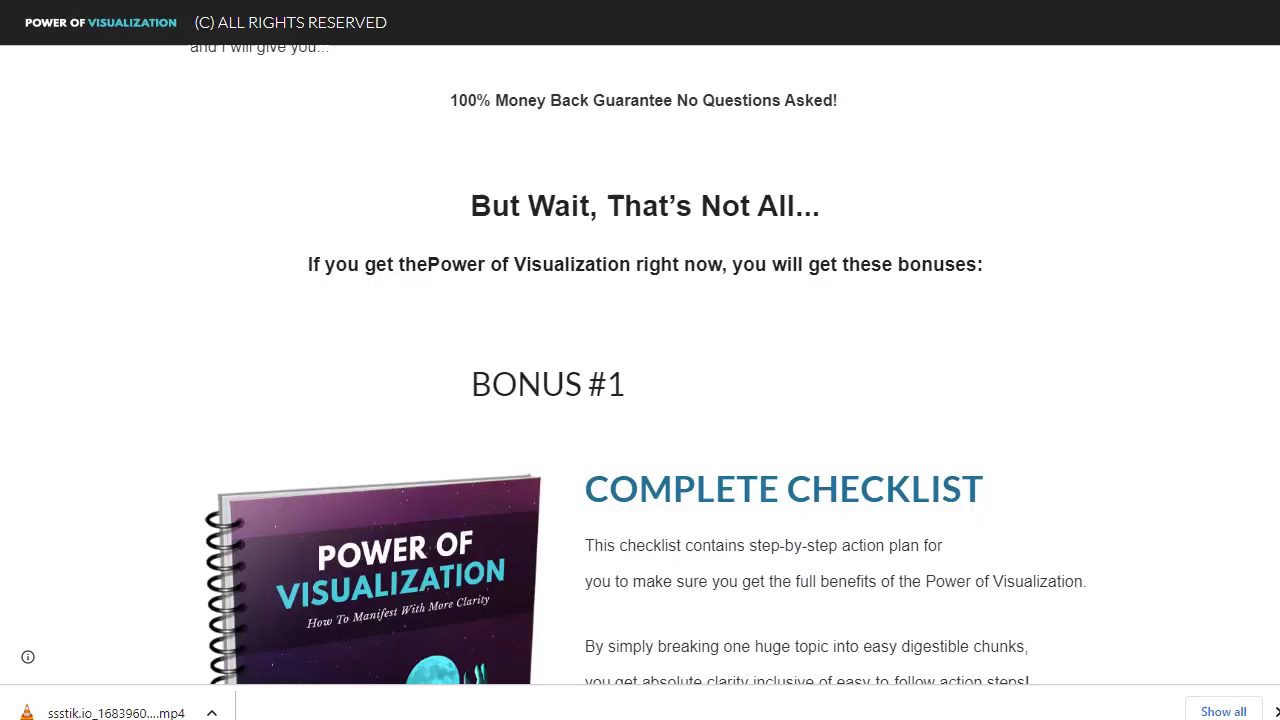 POWER OF VISUALIZATION (C) ALL RIGHTS RESERVED
and I will give you...
100% Money Back Guarantee No Questions Asked!
But Wait, That’s Not All...
If you get thePower of Visualization right now, you will get these bonuses:
BONUS #1
POWER OF
VISUALIZATION
How To Manifest With More Clarity
COMPLETE CHECKLIST
This checklist contains step-by-step action plan for
you to make sure you get the full benefits of the Power of Visualization.
By simply breaking one huge topic into easy digestible chunks,
you get absolute clarity inclusive of easy-to-follow action steps!
ssstik.io_1683960....mp4
Show all